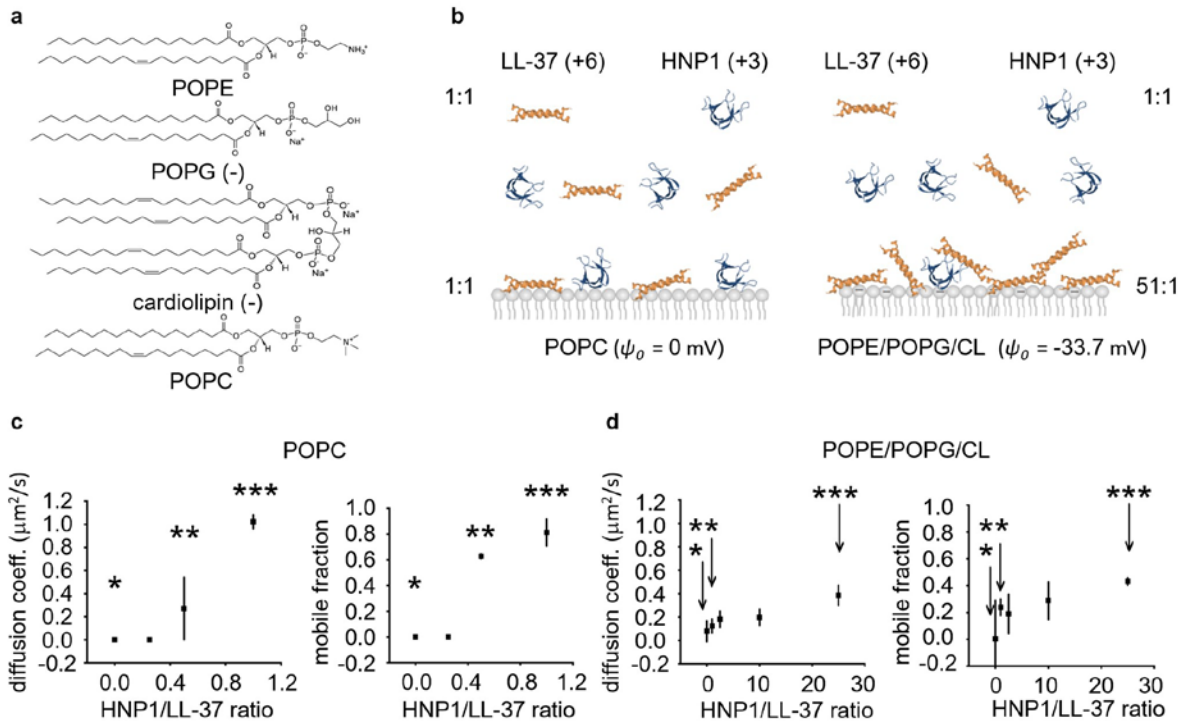 a
POPE
POPG (-)
cardiolipin (-)
POPC
b
LL-37 (+6) HNP1 (+3) LL-37 (+6) HNP1 (+3)
1:1 1:1
1:1 51:1
POPC (ψ₀ = 0 mV) POPE/POPG/CL (ψ₀ = -33.7 mV)
c
POPC
diffusion coeff. (μm²/s)
1.2
1.0
0.8
0.6
0.4
0.2
0.0
-0.2
* ** ***
0.0 0.4 0.8 1.2
HNP1/LL-37 ratio
mobile fraction
1.0
0.8
0.6
0.4
0.2
0.0
-0.2
* ** ***
0.0 0.4 0.8 1.2
HNP1/LL-37 ratio
d
POPE/POPG/CL
diffusion coeff. (μm²/s)
1.2
1.0
0.8
0.6
0.4
0.2
0.0
-0.2
***
**
*
0 10 20 30
HNP1/LL-37 ratio
mobile fraction
1.0
0.8
0.6
0.4
0.2
0.0
-0.2
***
**
*
0 10 20 30
HNP1/LL-37 ratio